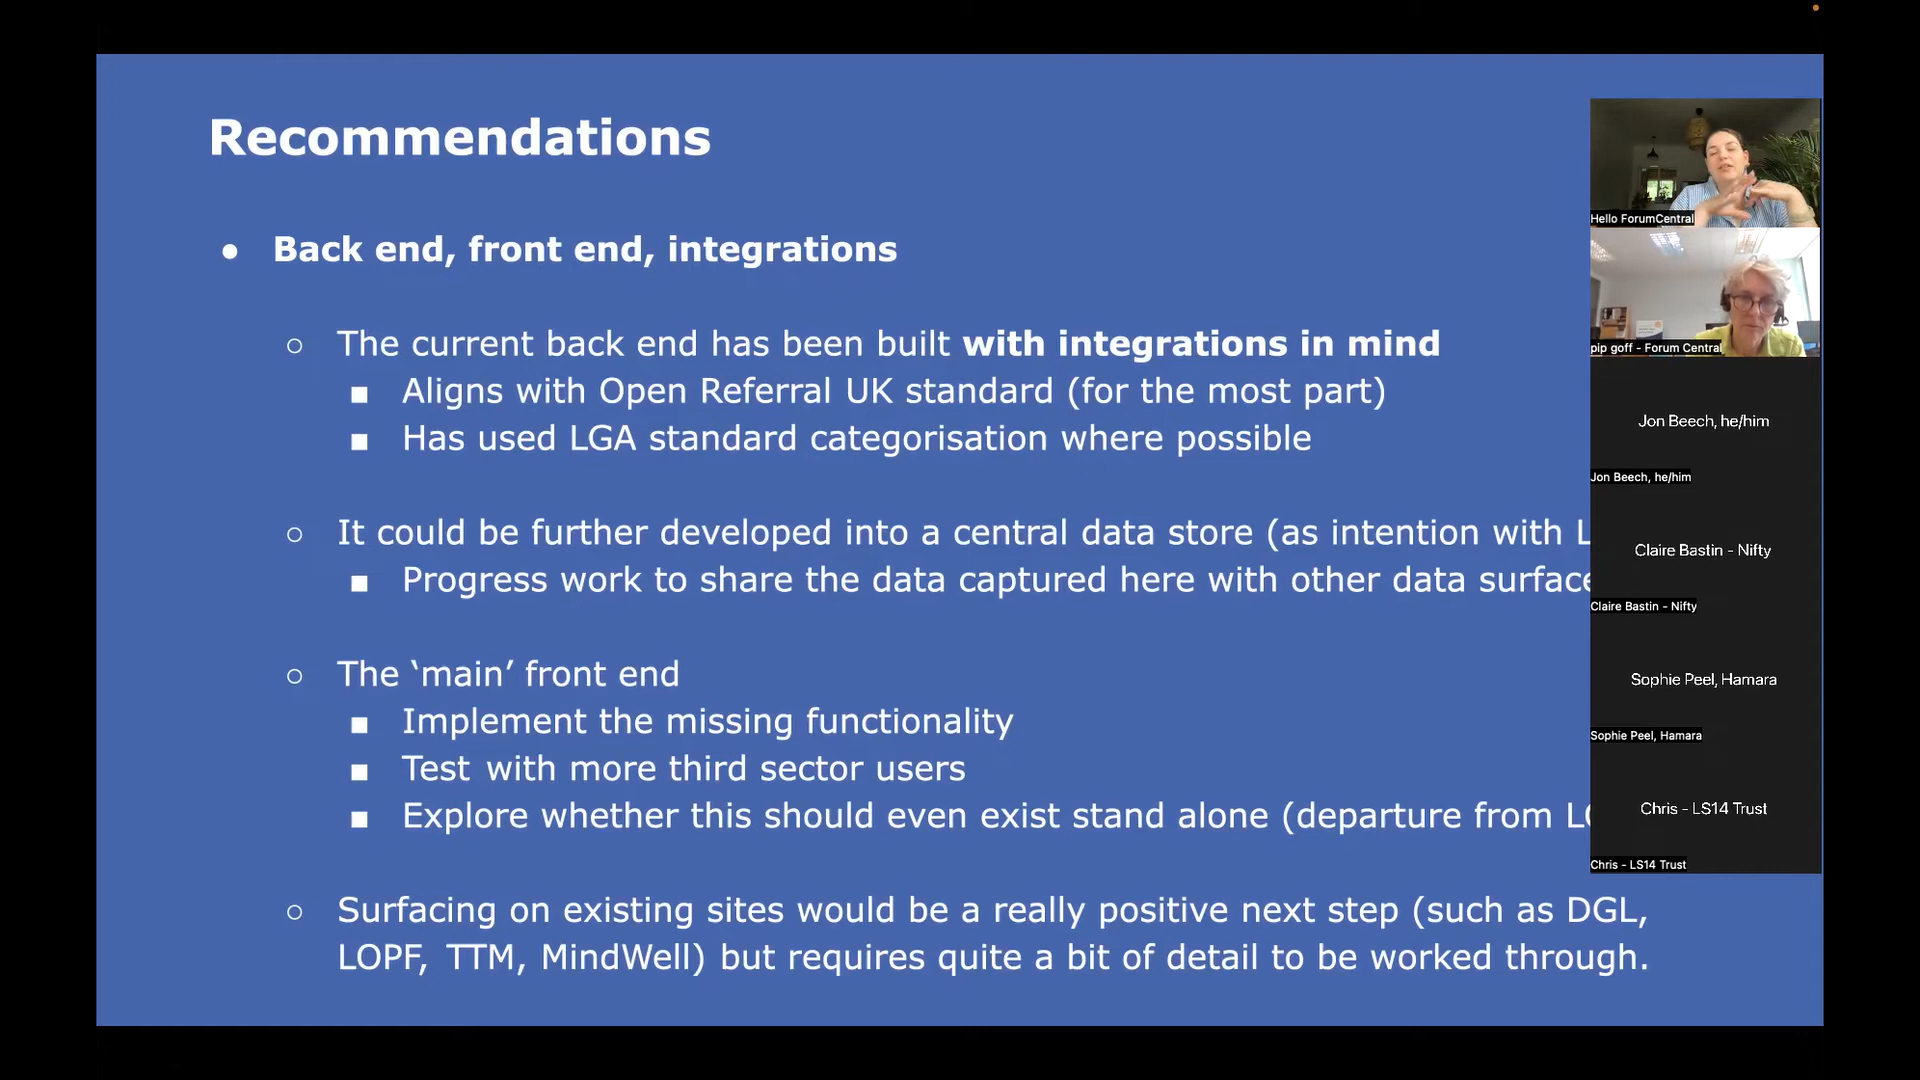 Recommendations
● Back end, front end, integrations
○ The current back end has been built with integrations in mind
■ Aligns with Open Referral UK standard (for the most part)
■ Has used LGA standard categorisation where possible
○ It could be further developed into a central data store (as intention with
■ Progress work to share the data captured here with other data
○ The ‘main’ front end
■ Implement the missing functionality
■ Test with more third sector users
■ Explore whether this should even exist stand alone (departure from
○ Surfacing on existing sites would be a really positive next step (such as DGL,
LOPF, TTM, MindWell) but requires quite a bit of detail to be worked through.
Hello ForumCentral
pip goff - Forum Central
Jon Beech, he/him
Jon Beech, he/him
Claire Bastin - Nifty
Claire Bastin - Nifty
Sophie Peel, Hamara
Sophie Peel, Hamara
Chris - LS14 Trust
Chris - LS14 Trust